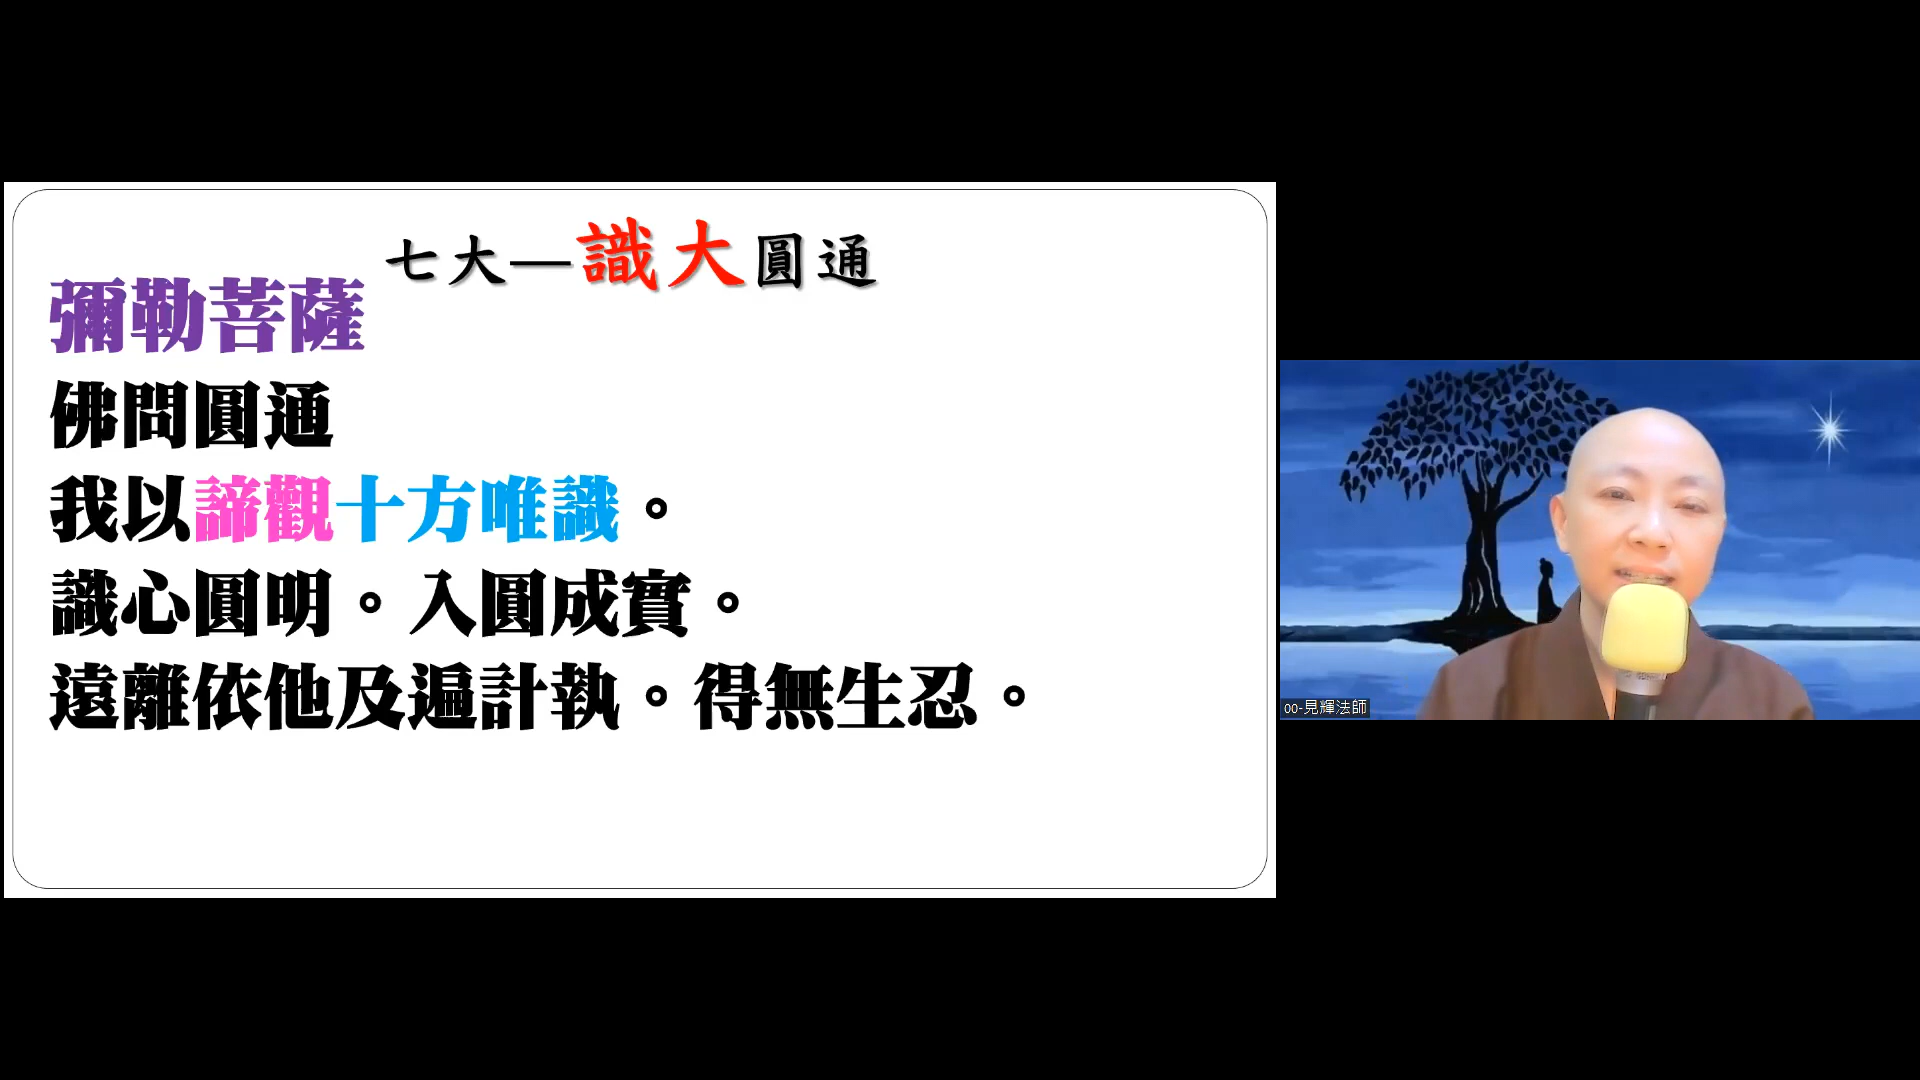 七大—識大圓通
彌勒菩薩
佛問圓通
我以諦觀十方唯識。
識心圓明。入圓成實。
遠離依他及遍計執。得無生忍。
00-見輝法師